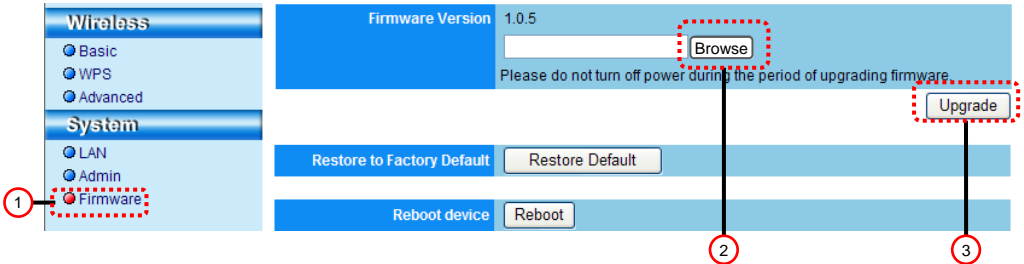 Wireless
Basic
WPS
Advanced
System
LAN
Admin
Firmware
1
Firmware Version 1.0.5
Browse
Please do not turn off power during the period of upgrading firmware.
Upgrade
Restore to Factory Default Restore Default
Reboot device Reboot
2
3